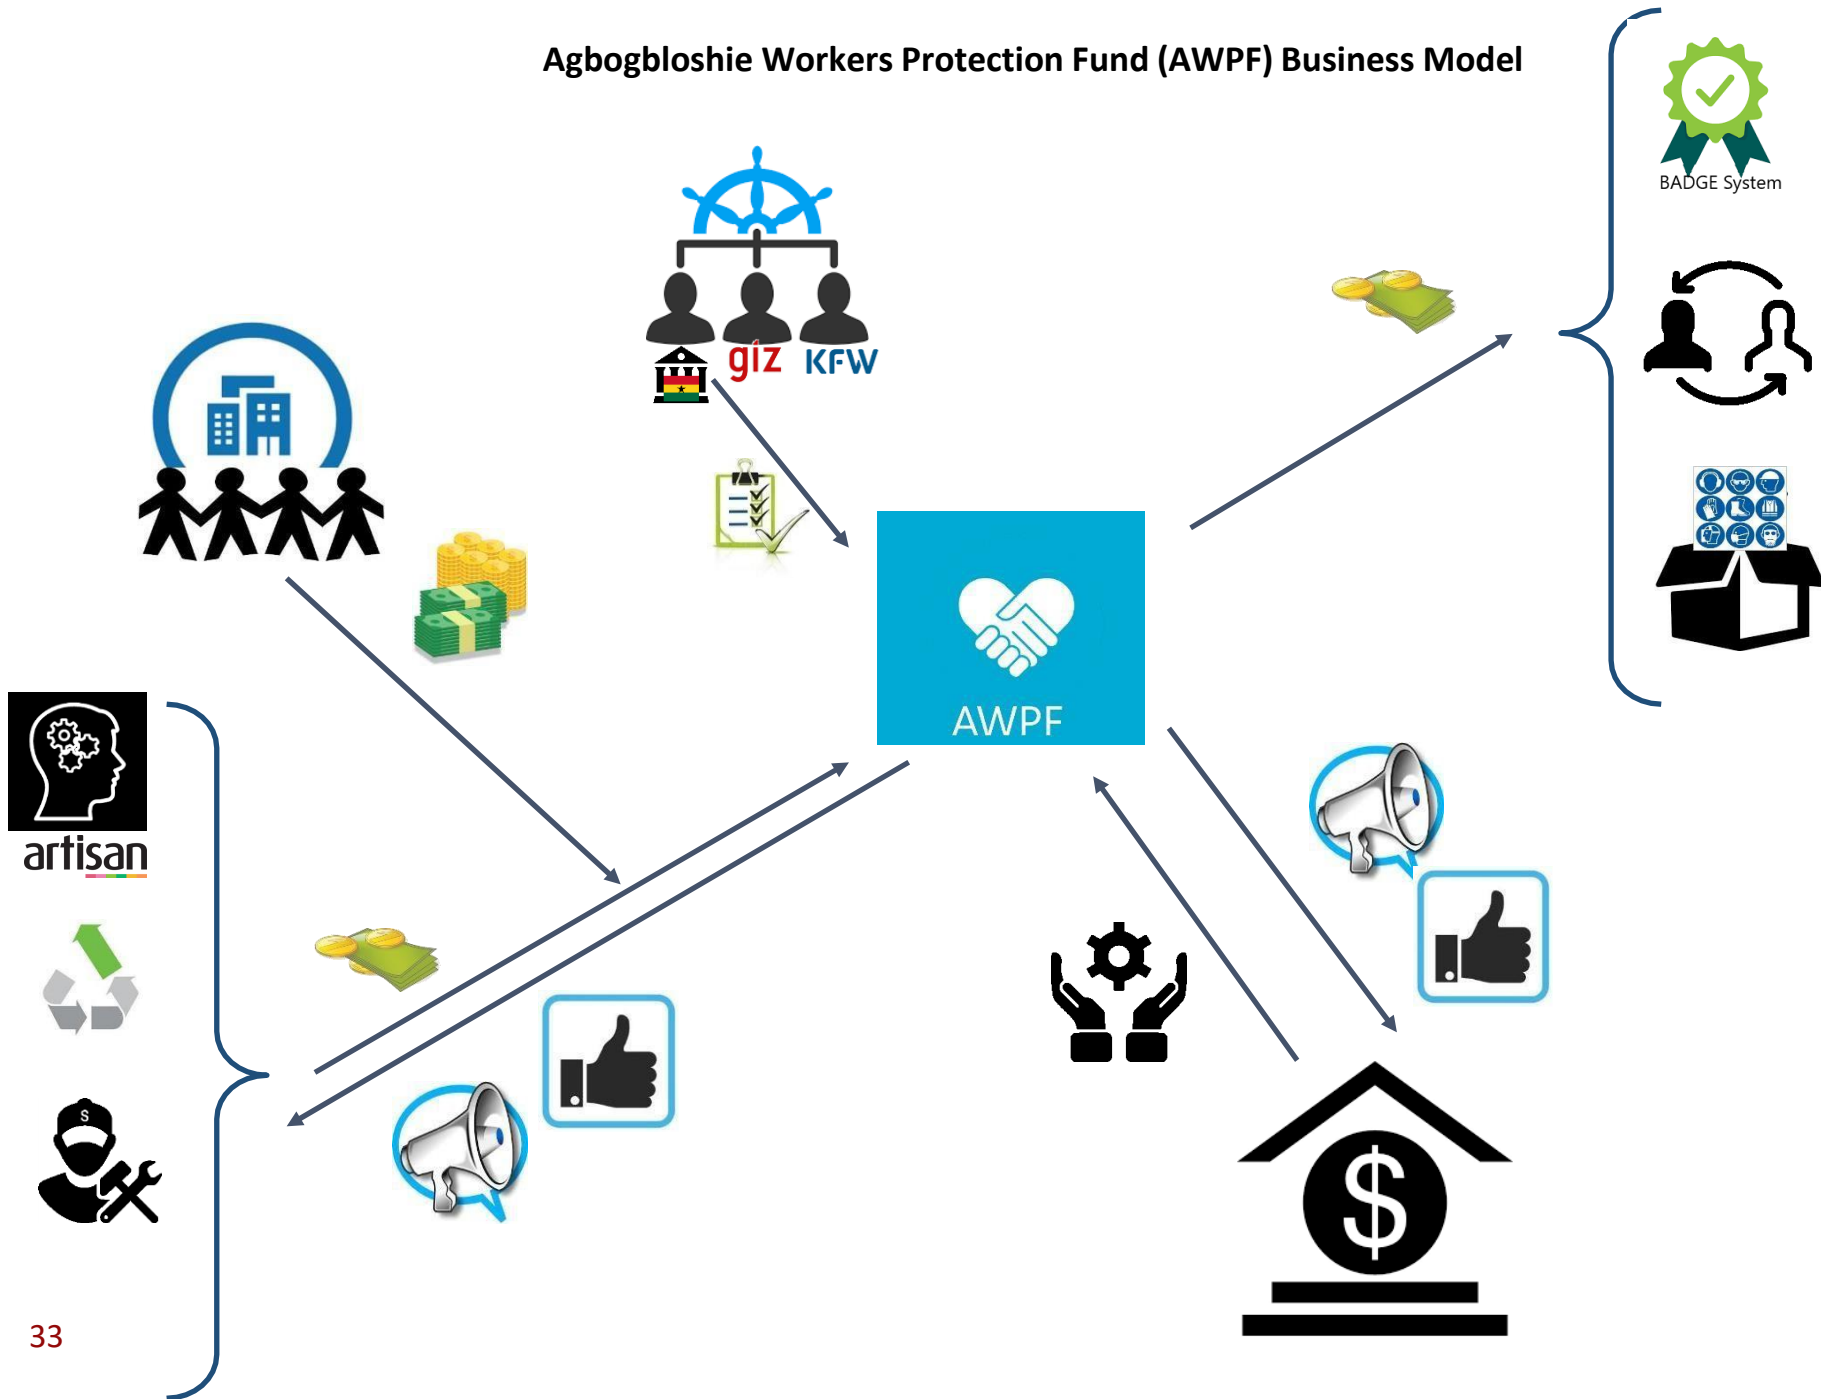 Agbogbloshie Workers Protection Fund (AWPF) Business Model
BADGE System
giz
KFW
AWPF
artisan
S
$
33